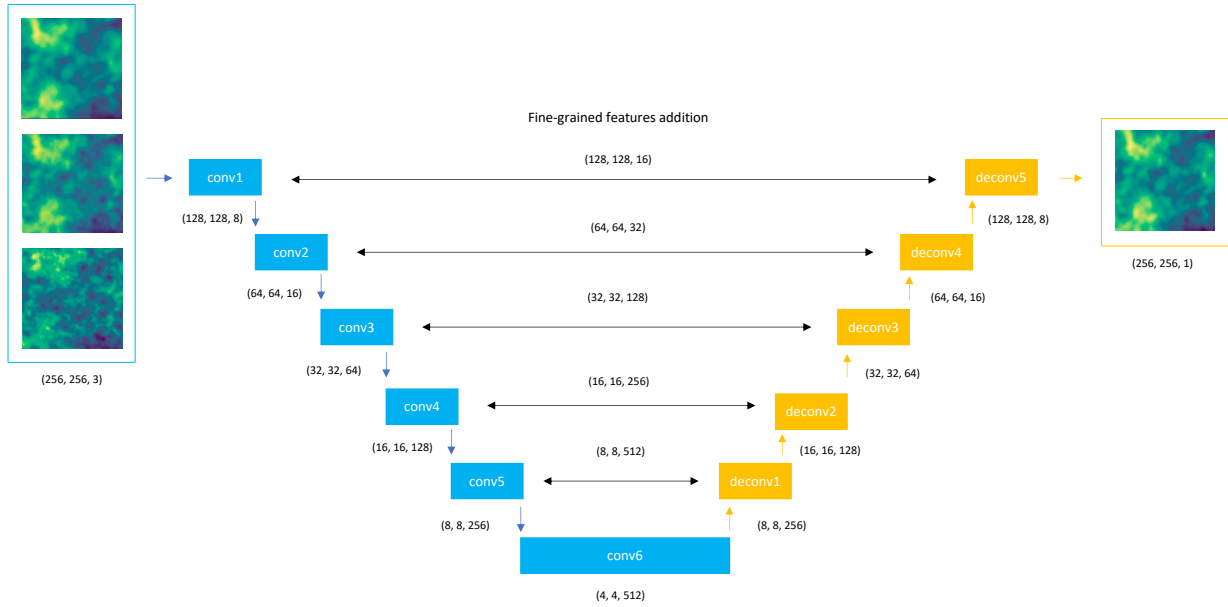 Fine-grained features addition
(128, 128, 16)
conv1
deconv5
(128, 128, 8)
(64, 64, 32)
(128, 128, 8)
conv2
deconv4
(256, 256, 1)
(64, 64, 16)
(32, 32, 128)
(64, 64, 16)
conv3
deconv3
(256, 256, 3)
(32, 32, 64)
(16, 16, 256)
(32, 32, 64)
conv4
deconv2
(16, 16, 128)
(8, 8, 512)
(16, 16, 128)
conv5
deconv1
(8, 8, 256)
(8, 8, 256)
conv6
(4, 4, 512)